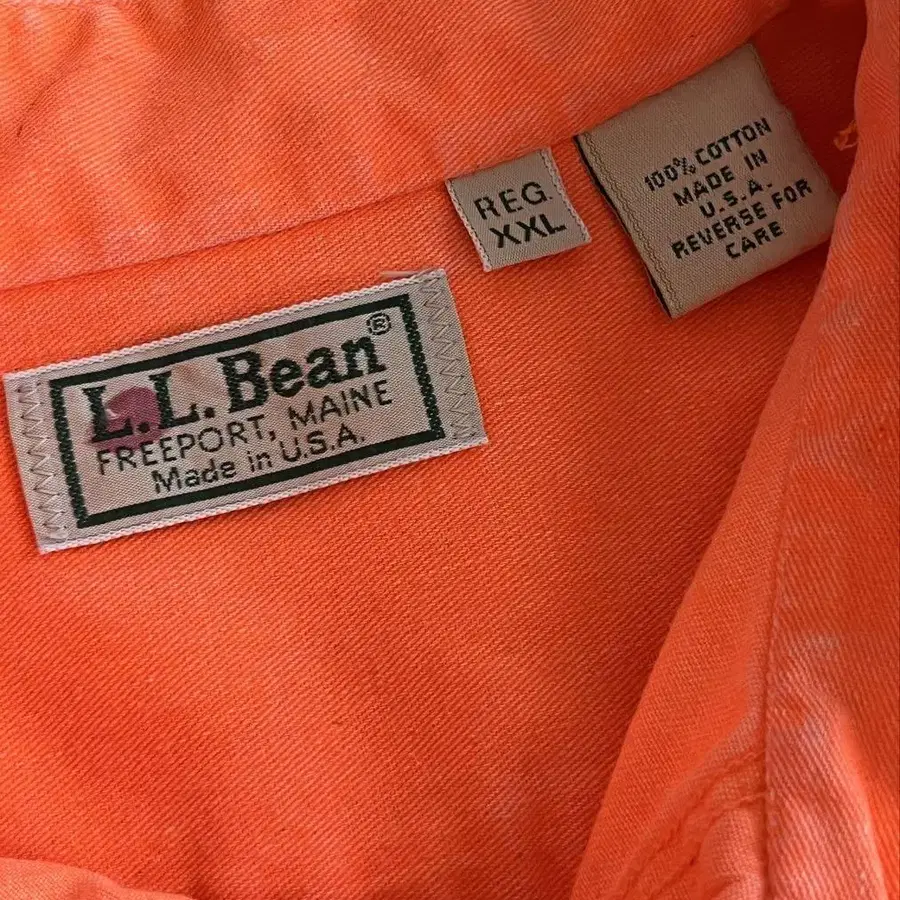 L.L. Bean®
FREEPORT, MAINE
Made in U.S.A.
REG.
XXL
100% COTTON
MADE IN
U.S.A.
REVERSE FOR
CARE